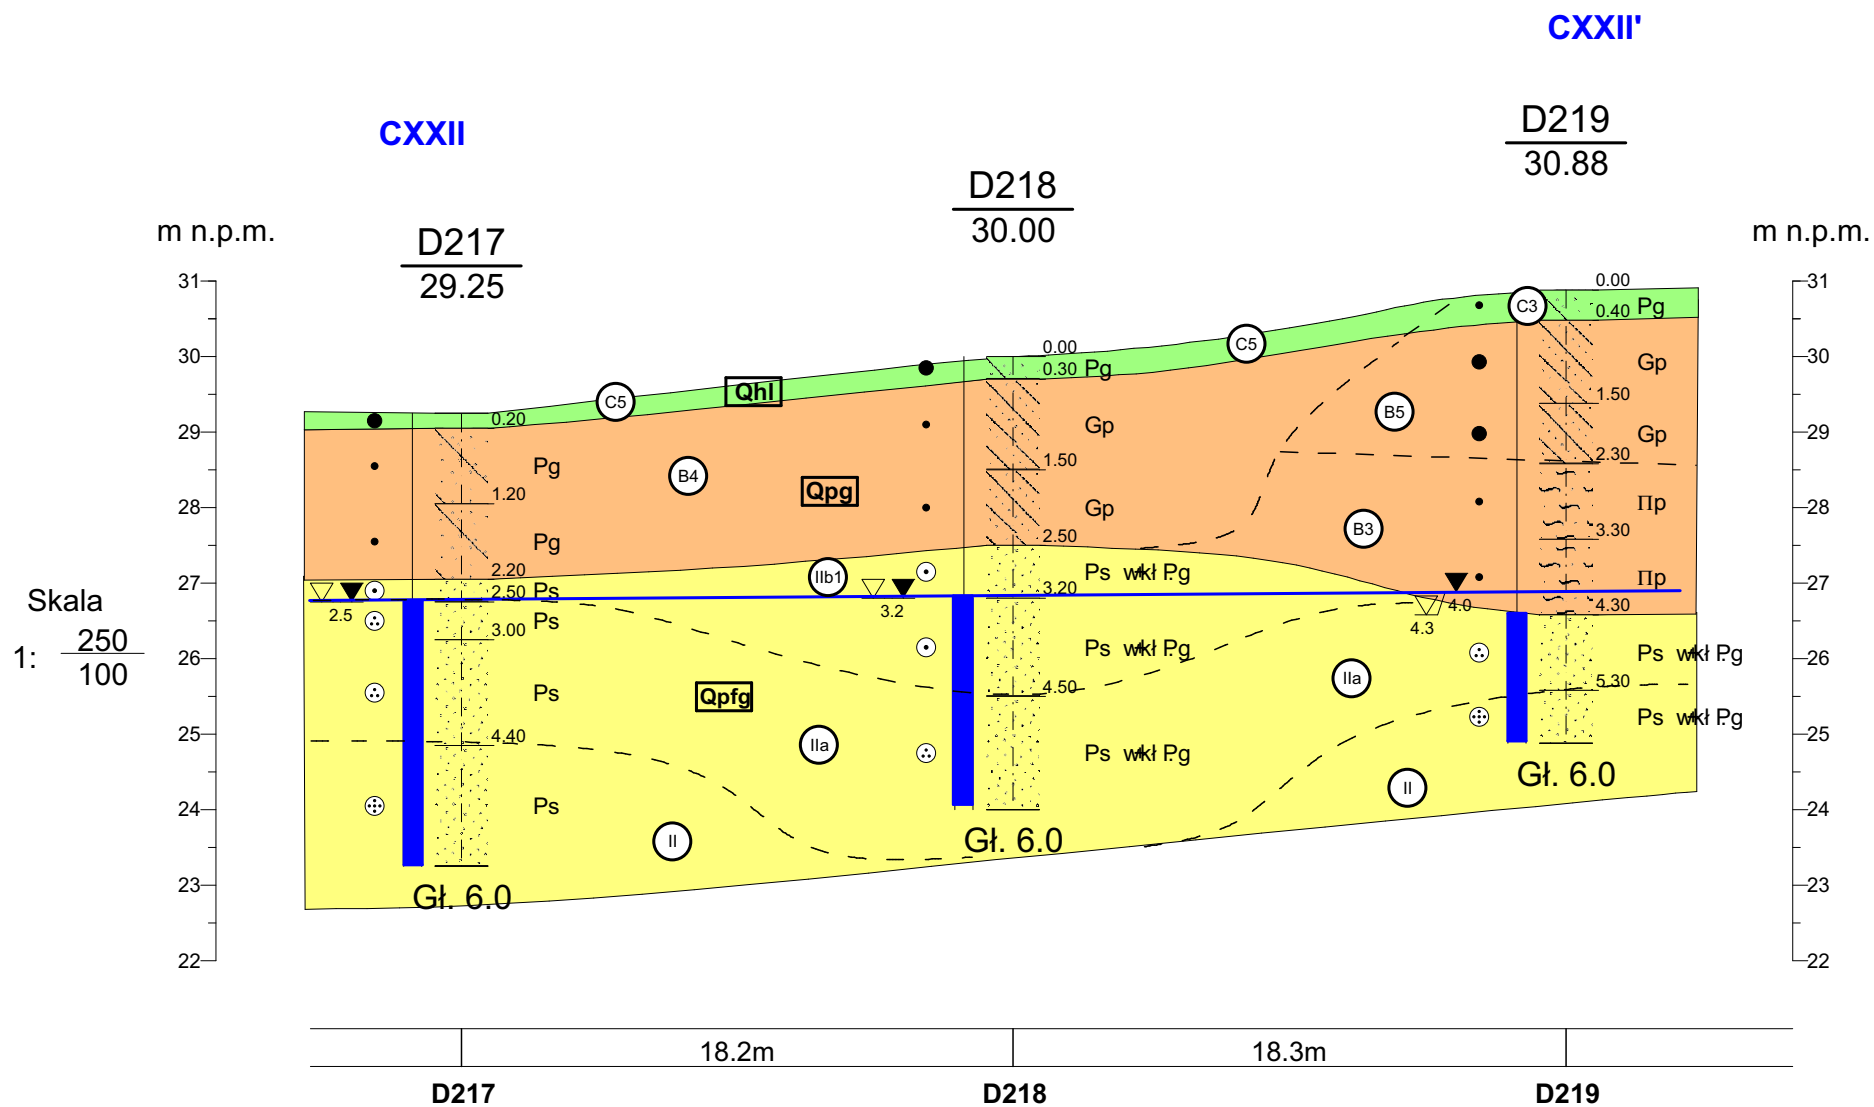 CXXII'
CXXII
D219
30.88
D218
30.00
D217
29.25
m n.p.m.
m n.p.m.
31
30
29
28
27
26
25
24
23
22
Skala
1: 250
100
0.20
1.20
2.20
2.50
3.00
4.40
Pg
Pg
Ps
Ps
Ps
Ps
2.5
Gł. 6.0
C5
Qhl
B4
Qpg
IIb1
Qpfg
IIa
II
0.00
0.30
1.50
2.50
3.20
4.50
Pg
Gp
Gp
Ps wkł Pg
Ps wkł Pg
Ps wkł Pg
3.2
Gł. 6.0
C5
B5
B3
IIa
II
C3
0.00
0.40
1.50
2.30
3.30
4.30
5.30
Pg
Gp
Gp
Πp
Πp
Ps wkł Pg
Ps wkł Pg
4.0
4.3
Gł. 6.0
31
30
29
28
27
26
25
24
23
22
18.2m
18.3m
D217
D218
D219